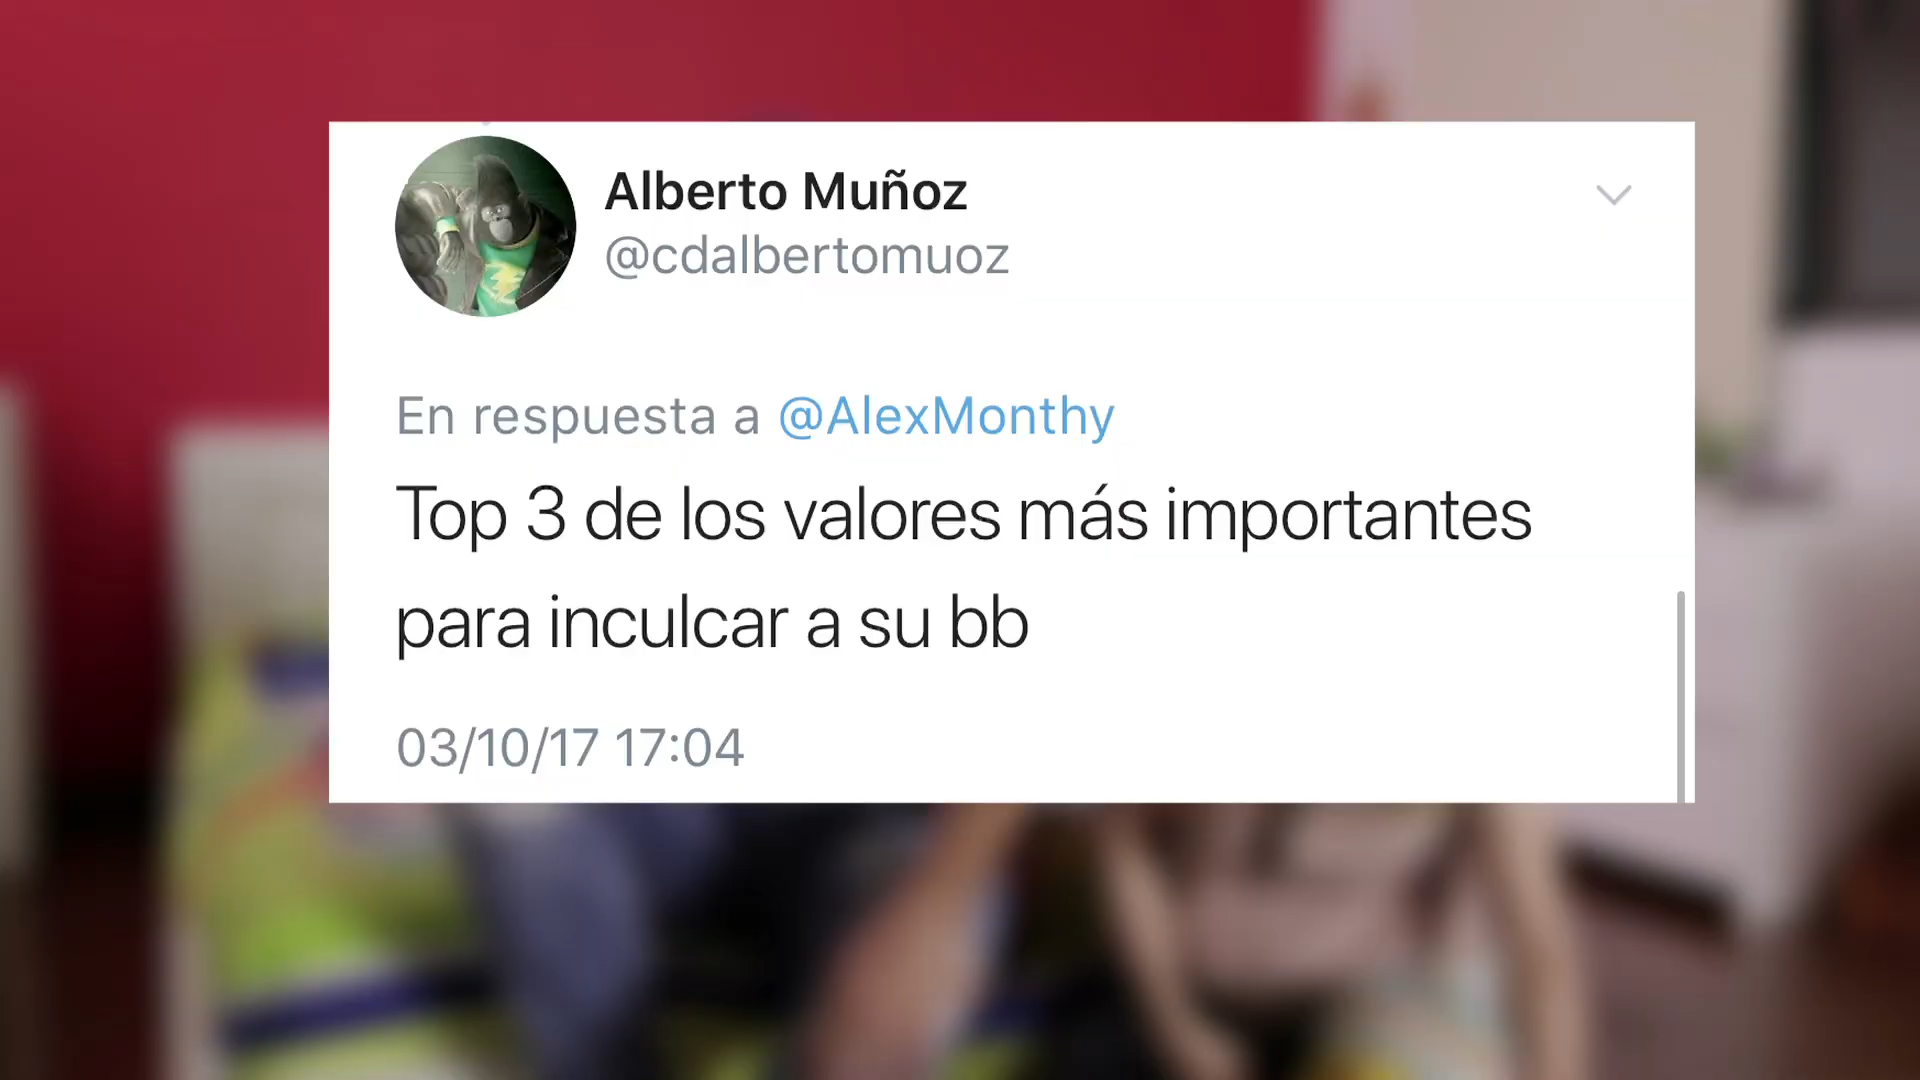 Alberto Muñoz
@cdalbertomuoz
En respuesta a @AlexMonthy
Top 3 de los valores más importantes
para inculcar a su bb
03/10/17 17:04